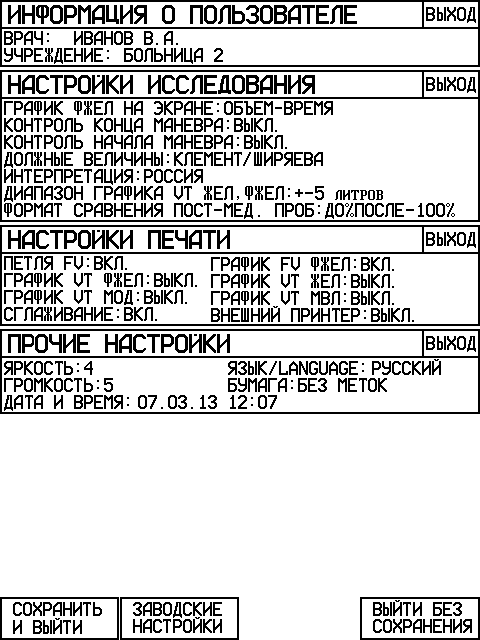 ИНФОРМАЦИЯ О ПОЛЬЗОВАТЕЛЕ ВЫХОД
ВРАЧ: ИВАНОВ В.А.
УЧРЕЖДЕНИЕ: БОЛЬНИЦА 2
НАСТРОЙКИ ИССЛЕДОВАНИЯ ВЫХОД
ГРАФИК ФЖЕЛ НА ЭКРАНЕ:ОБЪЕМ-ВРЕМЯ
КОНТРОЛЬ КОНЦА МАНЕВРА:ВЫКЛ.
КОНТРОЛЬ НАЧАЛА МАНЕВРА:ВЫКЛ.
ДОЛЖНЫЕ ВЕЛИЧИНЫ:КЛЕМЕНТ/ШИРЯЕВА
ИНТЕРПРЕТАЦИЯ:РОССИЯ
ДИАПАЗОН ГРАФИКА VT ЖЕЛ,ФЖЕЛ:+-5 ЛИТРОВ
ФОРМАТ СРАВНЕНИЯ ПОСТ-МЕД. ПРОБ:ДО%ПОСЛЕ-100%
НАСТРОЙКИ ПЕЧАТИ ВЫХОД
ПЕТЛЯ FV:ВКЛ. ГРАФИК FV ФЖЕЛ:ВКЛ.
ГРАФИК VT ФЖЕЛ:ВЫКЛ. ГРАФИК VT ЖЕЛ:ВЫКЛ.
ГРАФИК VT МОД:ВЫКЛ. ГРАФИК VT МВЛ:ВЫКЛ.
СГЛАЖИВАНИЕ:ВКЛ. ВНЕШНИЙ ПРИНТЕР:ВЫКЛ.
ПРОЧИЕ НАСТРОЙКИ ВЫХОД
ЯРКОСТЬ:4 ЯЗЫК/LANGUAGE: РУССКИЙ
ГРОМКОСТЬ:5 БУМАГА:БЕЗ МЕТОК
ДАТА И ВРЕМЯ: 07.03.13 12:07
СОХРАНИТЬ И ВЫЙТИ
ЗАВОДСКИЕ НАСТРОЙКИ
ВЫЙТИ БЕЗ СОХРАНЕНИЯ